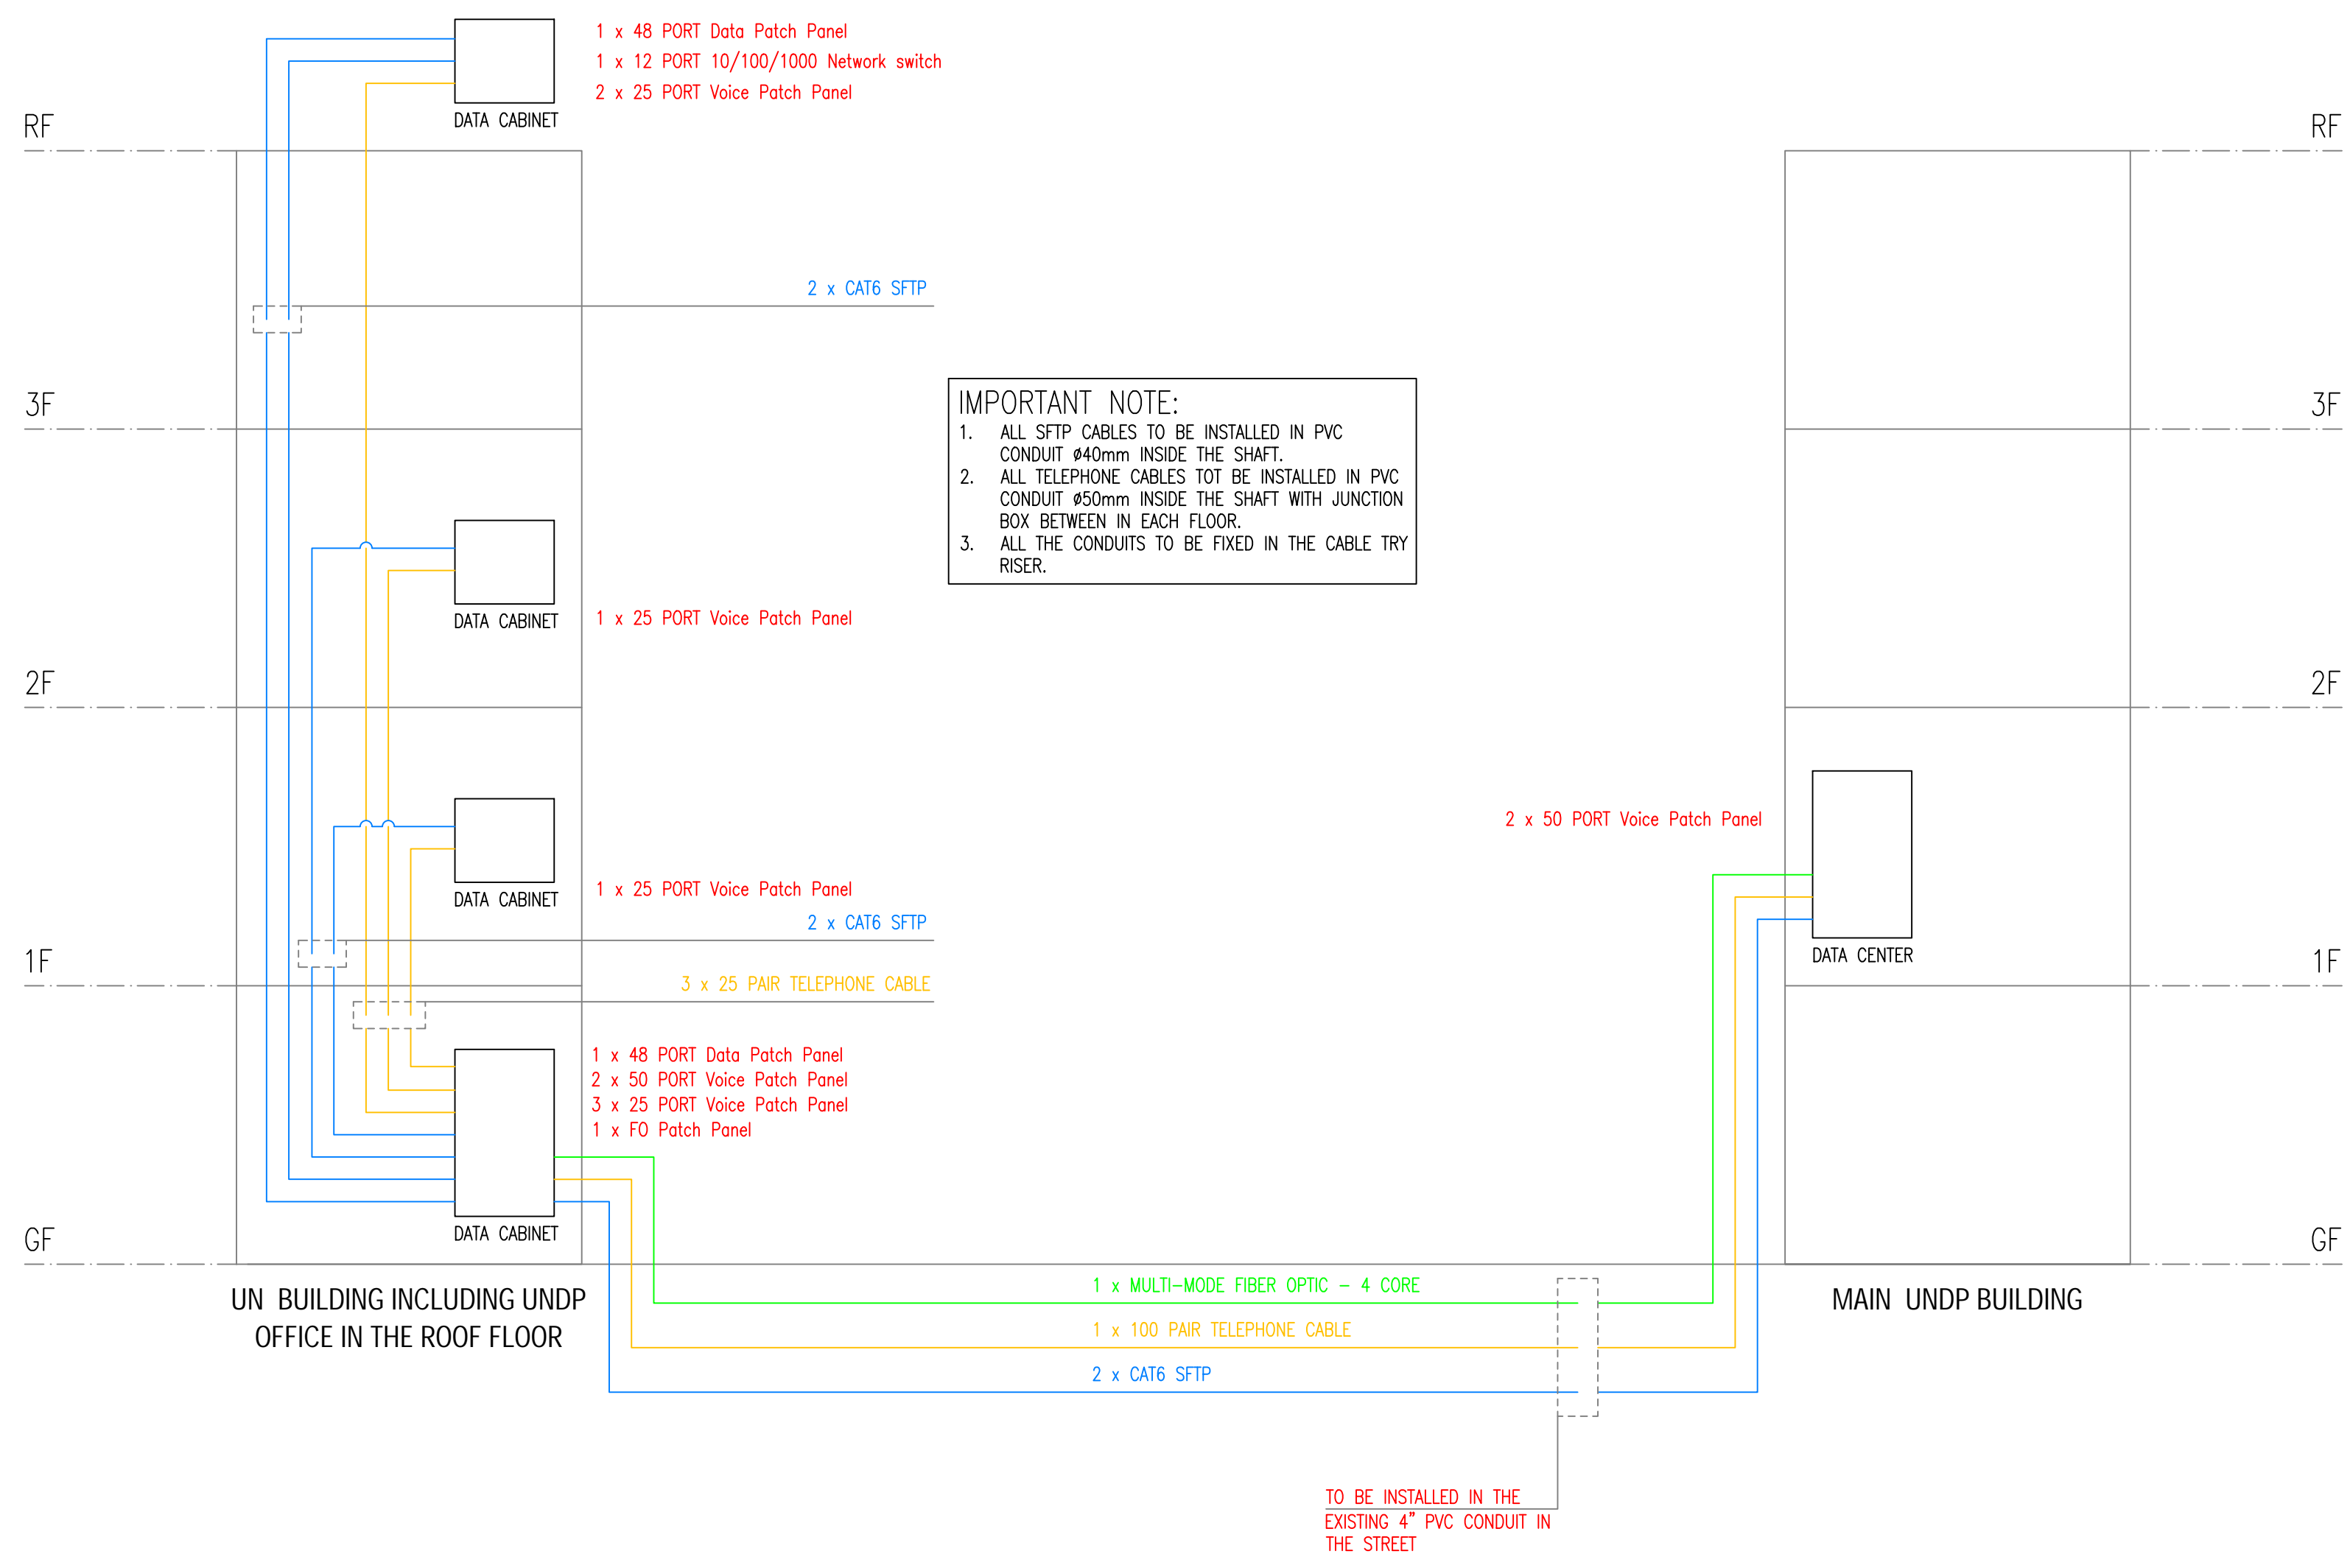 1 x 48 PORT Data Patch Panel
1 x 12 PORT 10/100/1000 Network switch
2 x 25 PORT Voice Patch Panel
DATA CABINET
RF
RF
2 x CAT6 SFTP
3F
3F
IMPORTANT NOTE:
1. ALL SFTP CABLES TO BE INSTALLED IN PVC
CONDUIT ø40mm INSIDE THE SHAFT.
2. ALL TELEPHONE CABLES TOT BE INSTALLED IN PVC
CONDUIT ø50mm INSIDE THE SHAFT WITH JUNCTION
BOX BETWEEN IN EACH FLOOR.
3. ALL THE CONDUITS TO BE FIXED IN THE CABLE TRY
RISER.
DATA CABINET
1 x 25 PORT Voice Patch Panel
2F
2F
2 x 50 PORT Voice Patch Panel
DATA CABINET
1 x 25 PORT Voice Patch Panel
2 x CAT6 SFTP
DATA CENTER
1F
1F
3 x 25 PAIR TELEPHONE CABLE
1 x 48 PORT Data Patch Panel
2 x 50 PORT Voice Patch Panel
3 x 25 PORT Voice Patch Panel
1 x FO Patch Panel
DATA CABINET
GF
GF
UN BUILDING INCLUDING UNDP
OFFICE IN THE ROOF FLOOR
MAIN UNDP BUILDING
1 x MULTI-MODE FIBER OPTIC - 4 CORE
1 x 100 PAIR TELEPHONE CABLE
2 x CAT6 SFTP
TO BE INSTALLED IN THE
EXISTING 4" PVC CONDUIT IN
THE STREET